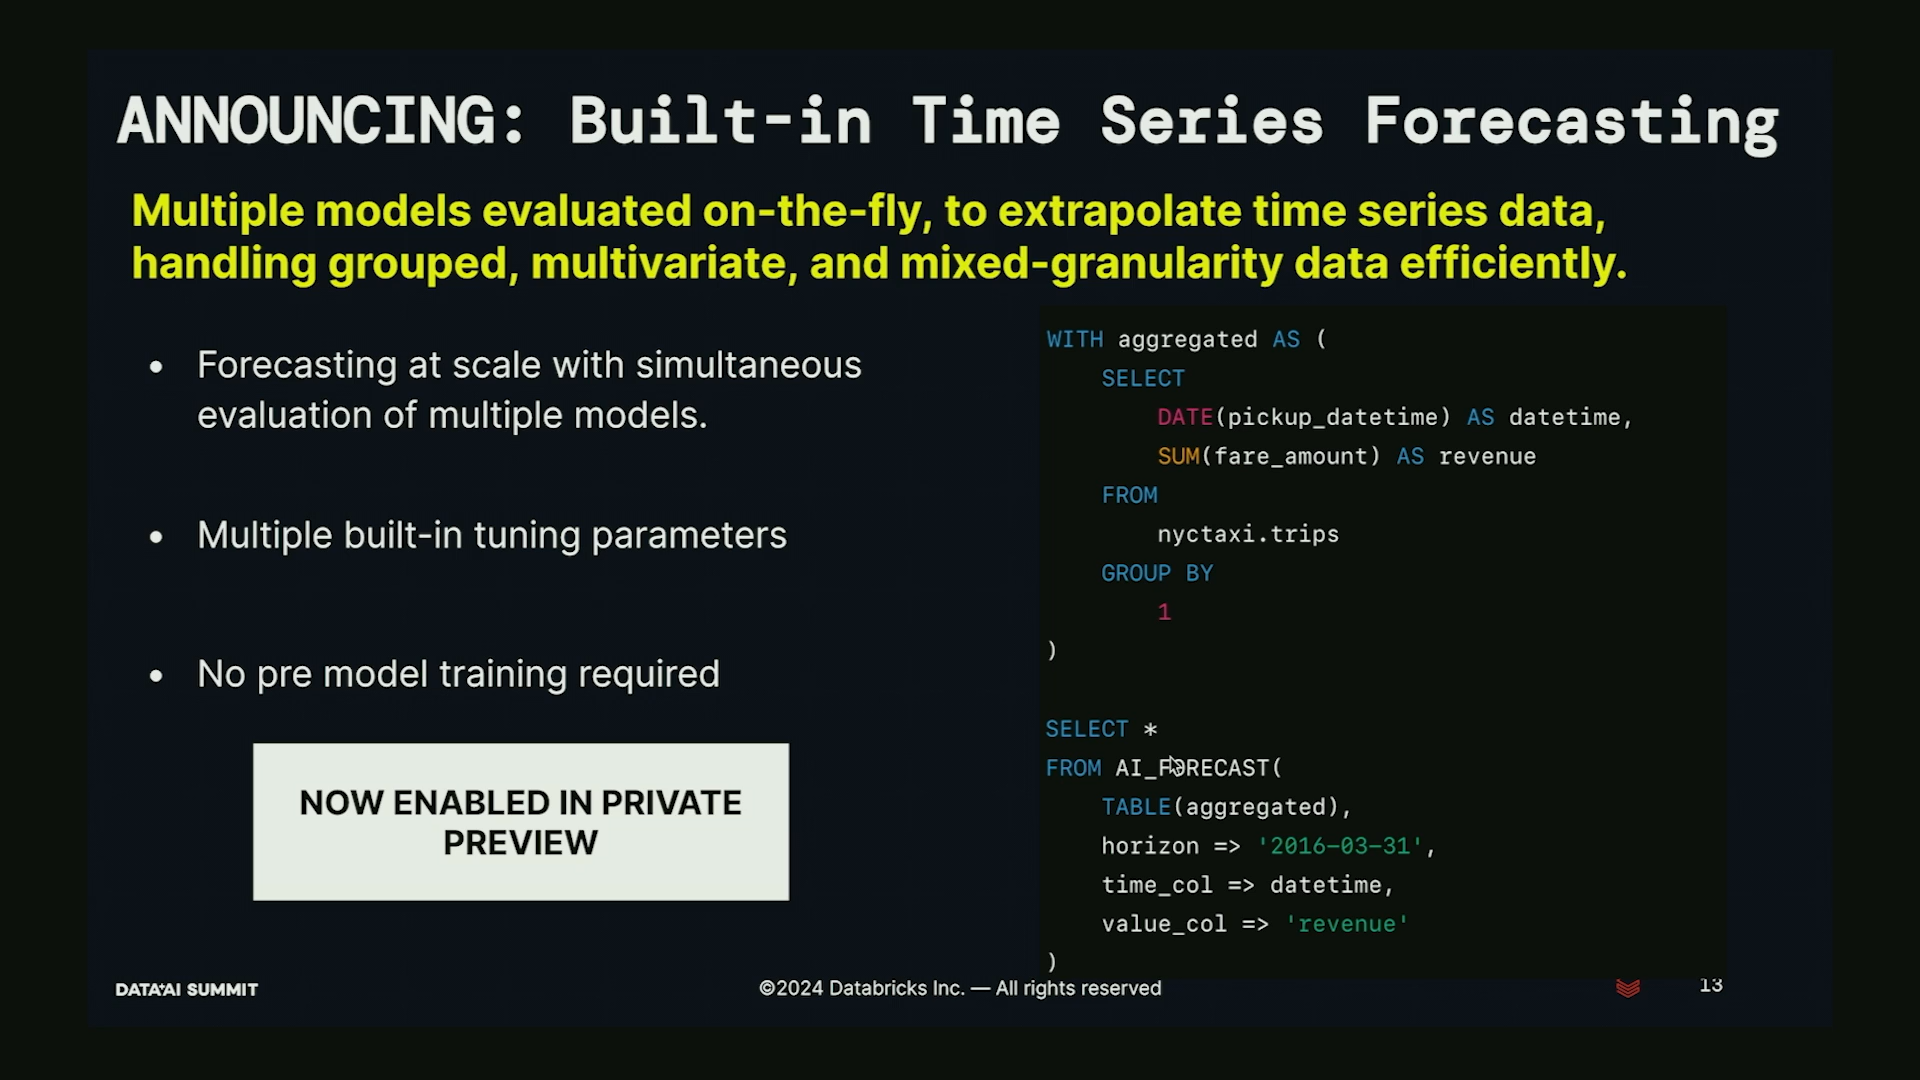 ANNOUNCING: Built-in Time Series Forecasting
Multiple models evaluated on-the-fly, to extrapolate time series data,
handling grouped, multivariate, and mixed-granularity data efficiently.
• Forecasting at scale with simultaneous
evaluation of multiple models.
• Multiple built-in tuning parameters
• No pre model training required
NOW ENABLED IN PRIVATE
PREVIEW
WITH aggregated AS (
    SELECT
        DATE(pickup_datetime) AS datetime,
        SUM(fare_amount) AS revenue
    FROM
        nyctaxi.trips
    GROUP BY
        1
)
SELECT *
FROM AI_FORECAST(
    TABLE(aggregated),
    horizon => '2016-03-31',
    time_col => datetime,
    value_col => 'revenue'
)
DATA+AI SUMMIT
©2024 Databricks Inc. — All rights reserved
13